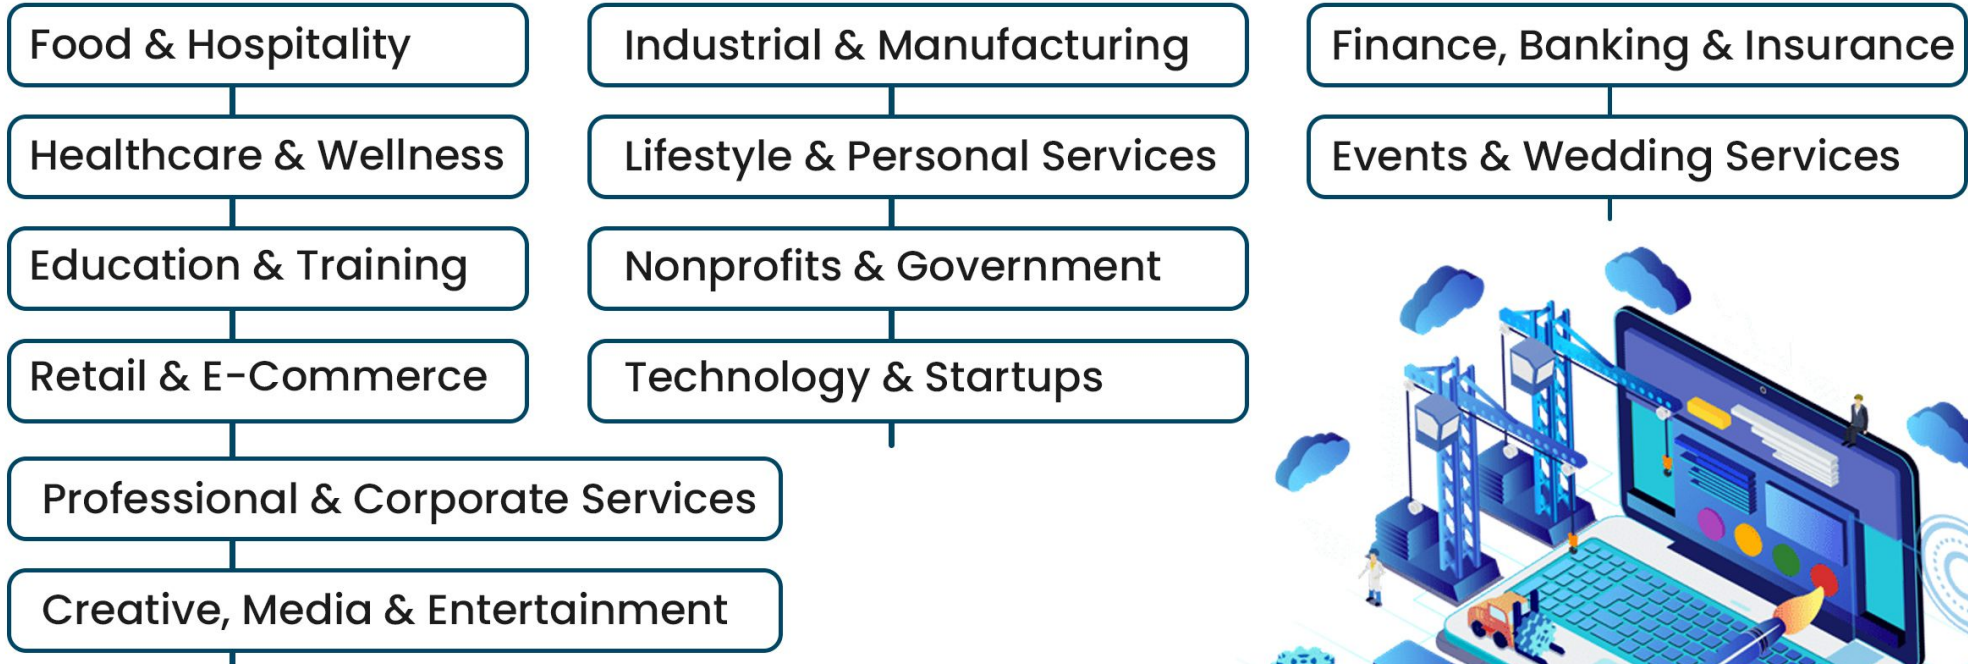 Food & Hospitality
Healthcare & Wellness
Education & Training
Retail & E-Commerce
Professional & Corporate Services
Creative, Media & Entertainment
Industrial & Manufacturing
Lifestyle & Personal Services
Nonprofits & Government
Technology & Startups
Finance, Banking & Insurance
Events & Wedding Services